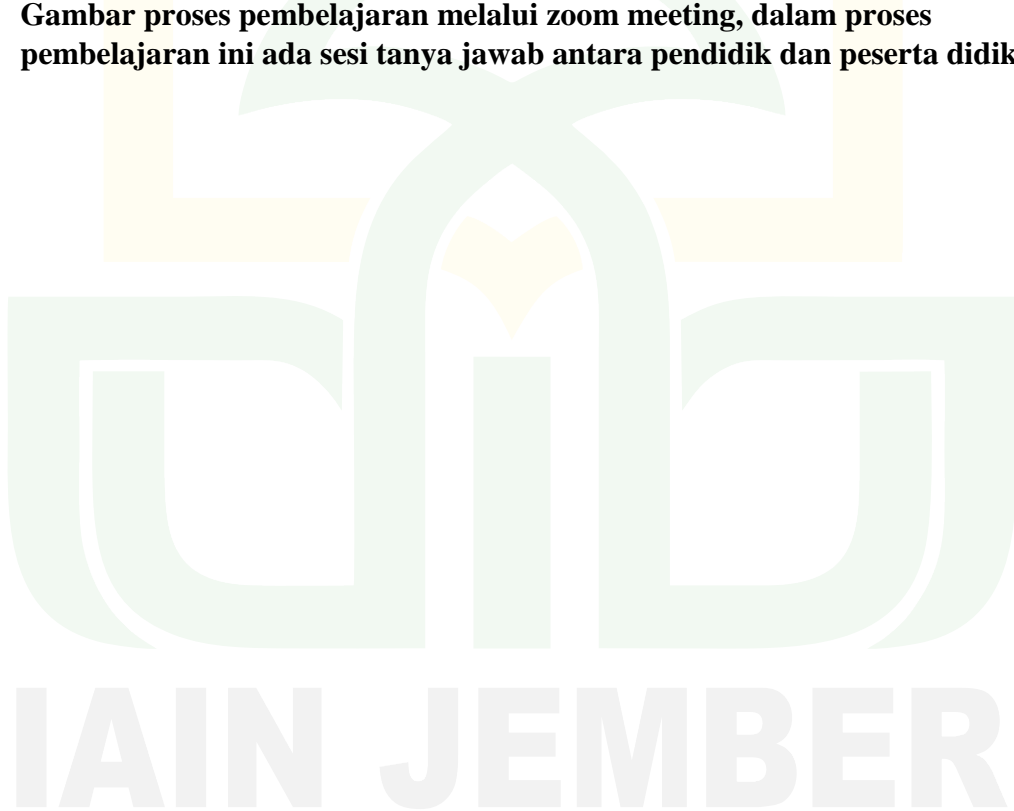 Gambar proses pembelajaran melalui zoom meeting, dalam proses
pembelajaran ini ada sesi tanya jawab antara pendidik dan peserta didik
IAIN JEMBER